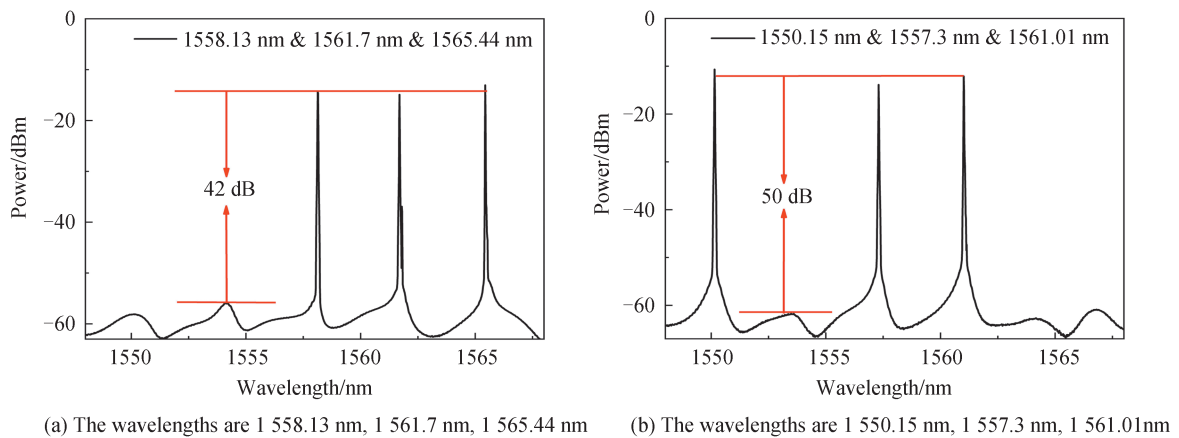 0
−20
−40
−60
Power/dBm
1558.13 nm & 1561.7 nm & 1565.44 nm
42 dB
1550
1555
1560
1565
Wavelength/nm
(a) The wavelengths are 1 558.13 nm, 1 561.7 nm, 1 565.44 nm
0
−20
−40
−60
Power/dBm
1550.15 nm & 1557.3 nm & 1561.01 nm
50 dB
1550
1555
1560
1565
Wavelength/nm
(b) The wavelengths are 1 550.15 nm, 1 557.3 nm, 1 561.01nm